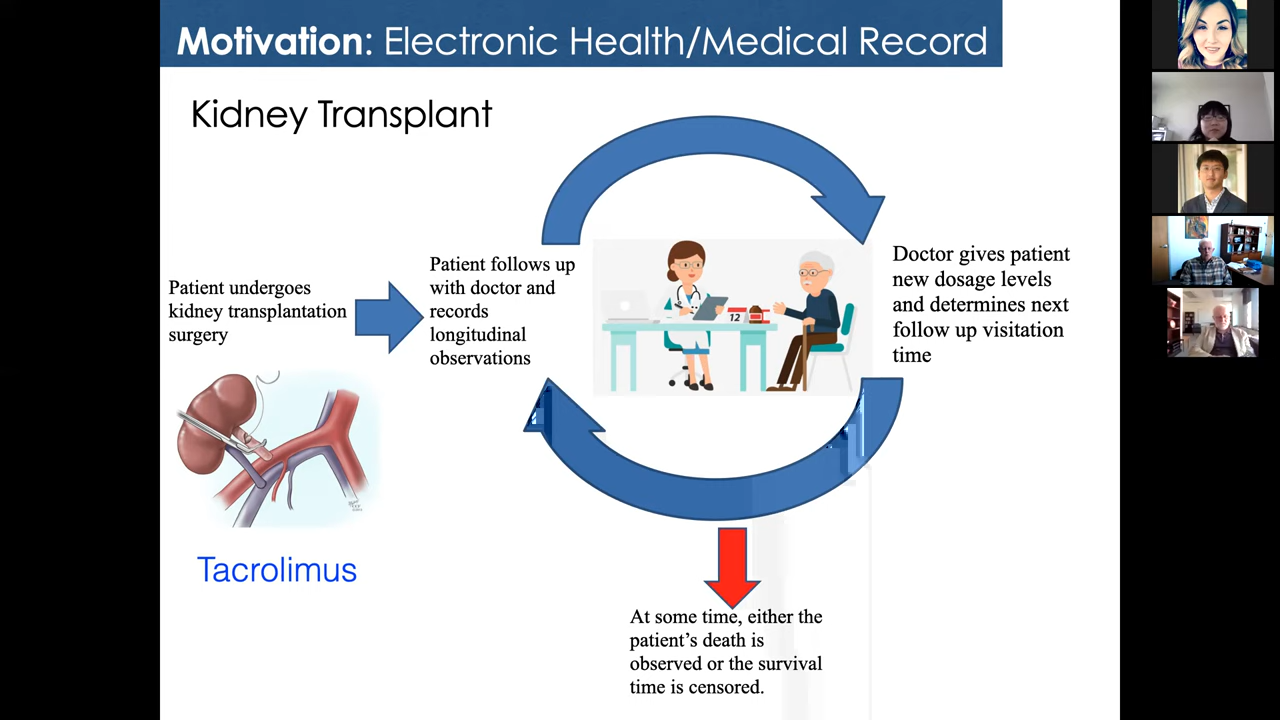 Motivation: Electronic Health/Medical Record
Kidney Transplant
Patient undergoes
kidney transplantation
surgery
Patient follows up
with doctor and
records
longitudinal
observations
12
Doctor gives patient
new dosage levels
and determines next
follow up visitation
time
Tacrolimus
At some time, either the
patient’s death is
observed or the survival
time is censored.